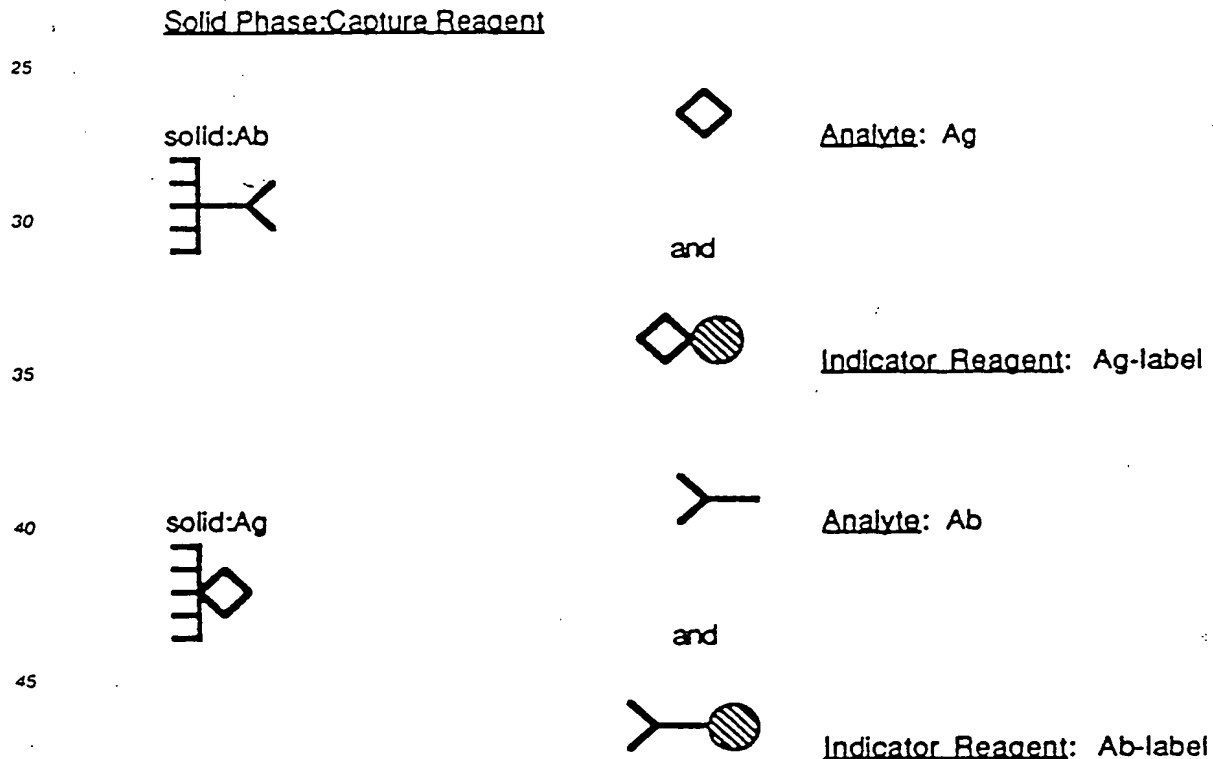 Solid Phase:Capture Reagent
25
solid:Ab
Analyte: Ag
30
and
35
Indicator Reagent: Ag-label
40
solid:Ag
Analyte: Ab
and
45
Indicator Reagent: Ab-label